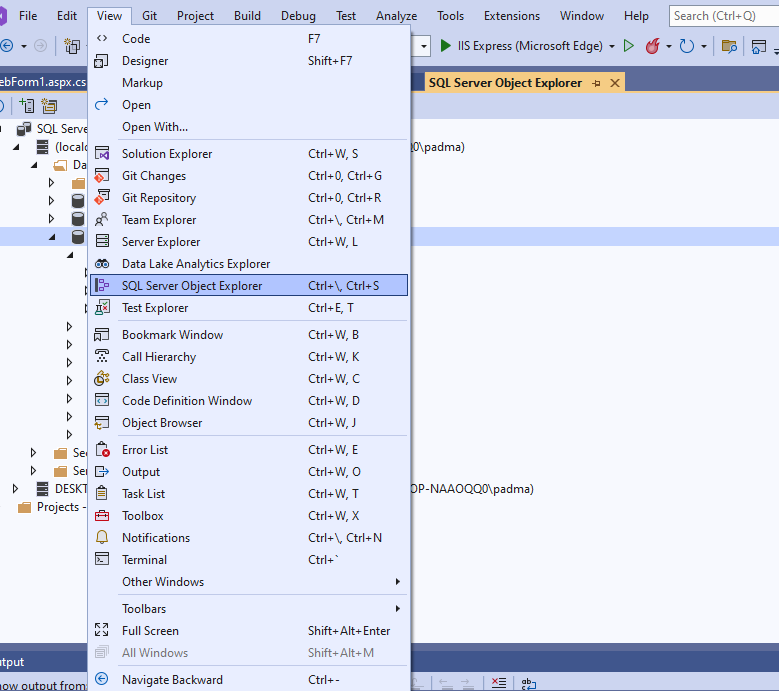 File Edit View Git Project Build Debug Test Analyze Tools Extensions Window Help Search (Ctrl+Q)
IIS Express (Microsoft Edge)
ebForm1.aspx.cs SQL Server Object Explorer
Code F7
Designer Shift+F7
Markup
Open
Open With...
SQL Serve
Solution Explorer Ctrl+W, S
(locald 0\padma)
Git Changes Ctrl+0, Ctrl+G
Da
Git Repository Ctrl+0, Ctrl+R
Team Explorer Ctrl+\, Ctrl+M
Server Explorer Ctrl+W, L
Data Lake Analytics Explorer
SQL Server Object Explorer Ctrl+\, Ctrl+S
Test Explorer Ctrl+E, T
Bookmark Window Ctrl+W, B
Call Hierarchy Ctrl+W, K
Class View Ctrl+W, C
Code Definition Window Ctrl+W, D
Object Browser Ctrl+W, J
Error List Ctrl+W, E
Se
Output Ctrl+W, O
Ser
Task List Ctrl+W, T
DESKT OP-NAAOQQ0\padma)
Toolbox Ctrl+W, X
Projects -
Notifications Ctrl+\, Ctrl+N
Terminal Ctrl+`
Other Windows
Toolbars
Full Screen Shift+Alt+Enter
All Windows Shift+Alt+M
utput
Navigate Backward Ctrl+-
how output from